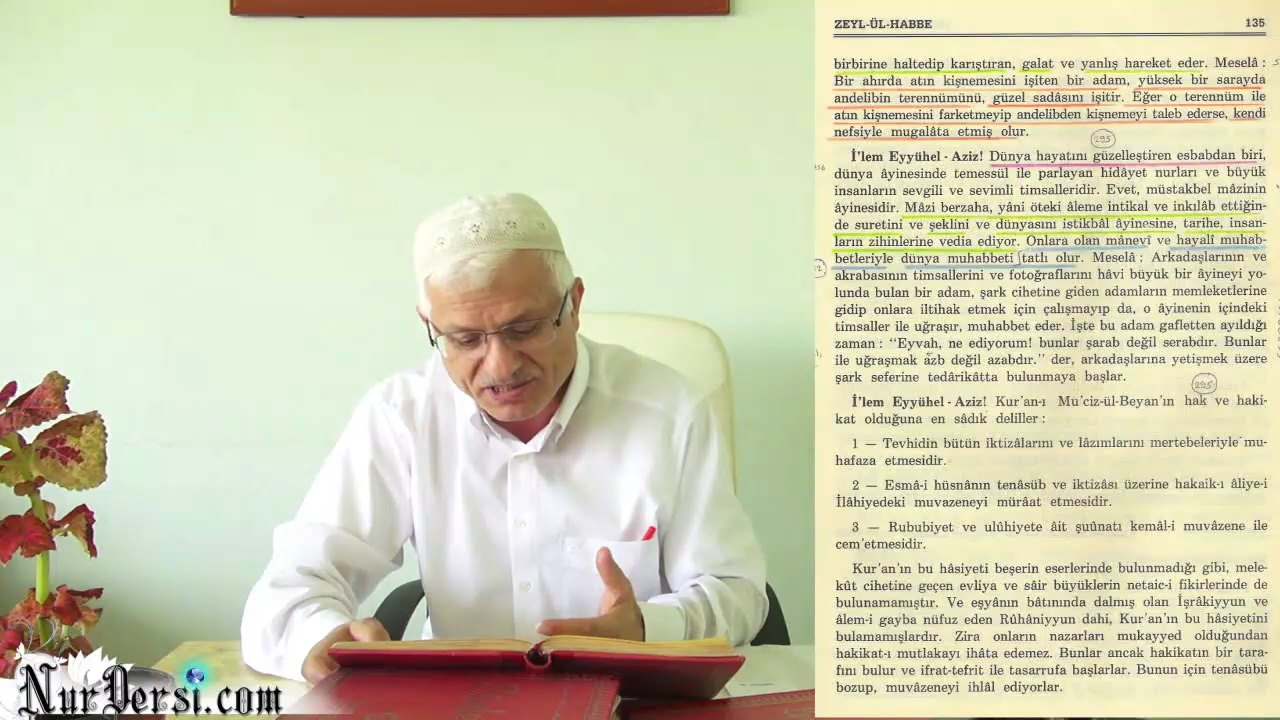 ZEYL-ÜL-HABBE 135
birbirine haltedip karıştıran, galat ve yanlış hareket eder. Meselâ :
Bir ahırda atın kişnemesini işiten bir adam, yüksek bir sarayda
andelibin terennümünü, güzel sadâsını işitir. Eğer o terennüm ile
atın kişnemesini farketmeyip andelibden kişnemeyi taleb ederse, kendi
nefsiyle mugalâta etmiş olur.
295
İ'lem Eyyühel - Aziz! Dünya hayatını güzelleştiren esbabdan biri,
dünya âyinesinde temessül ile parlayan hidâyet nurları ve büyük
insanların sevgili ve sevimli timsalleridir. Evet, müstakbel mâzinin
âyinesidir. Mâzi berzaha, yâni öteki âleme intikal ve inkılâb ettiğin-
de suretini ve şeklini ve dünyasını istikbâl âyinesine, tarihe, insan-
ların zihinlerine vedia ediyor. Onlara olan mânevî ve hayalî muhab-
betleriyle dünya muhabbeti tatlı olur. Meselâ : Arkadaşlarının ve
akrabasının timsallerini ve fotoğraflarını hâvi büyük bir âyineyi yo-
lunda bulan bir adam, şark cihetine giden adamların memleketlerine
gidip onlara iltihak etmek için çalışmayıp da, o âyinenin içindeki
timsaller ile uğraşır, muhabbet eder. İşte bu adam gafletten ayıldığı
zaman : "Eyvah, ne ediyorum! bunlar şarab değil serabdır. Bunlar
ile uğraşmak âzb değil azabdır." der, arkadaşlarına yetişmek üzere
şark seferine tedârikâtta bulunmaya başlar.
295
İ'lem Eyyühel - Aziz! Kur'an-ı Mu'ciz-ül-Beyan'ın hak ve haki-
kat olduğuna en sâdık deliller :
1 — Tevhidin bütün iktizâlarını ve lâzımlarını mertebeleriyle mu-
hafaza etmesidir.
2 — Esmâ-i hüsnânın tenâsüb ve iktizâsı üzerine hakaik-ı âliye-i
İlâhiyedeki muvazeneyi mürâat etmesidir.
3 — Rububiyet ve ulûhiyete âit şuûnatı kemâl-i muvâzene ile
cem'etmesidir.
Kur'an'ın bu hâsiyeti beşerin eserlerinde bulunmadığı gibi, mele-
kût cihetine geçen evliya ve sâir büyüklerin netaic-i fikirlerinde de
bulunamamıştır. Ve eşyânın bâtınında dalmış olan İşrâkiyyun ve
âlem-i gayba nüfuz eden Rûhâniyyun dahi, Kur'an'ın bu hâsiyetini
bulamamışlardır. Zira onların nazarları mukayyed olduğundan
hakikat-ı mutlakayı ihâta edemez. Bunlar ancak hakikatın bir tara-
fını bulur ve ifrat-tefrit ile tasarrufa başlarlar. Bunun için tenâsübü
bozup, muvâzeneyi ihlâl ediyorlar.
NurDersi.com